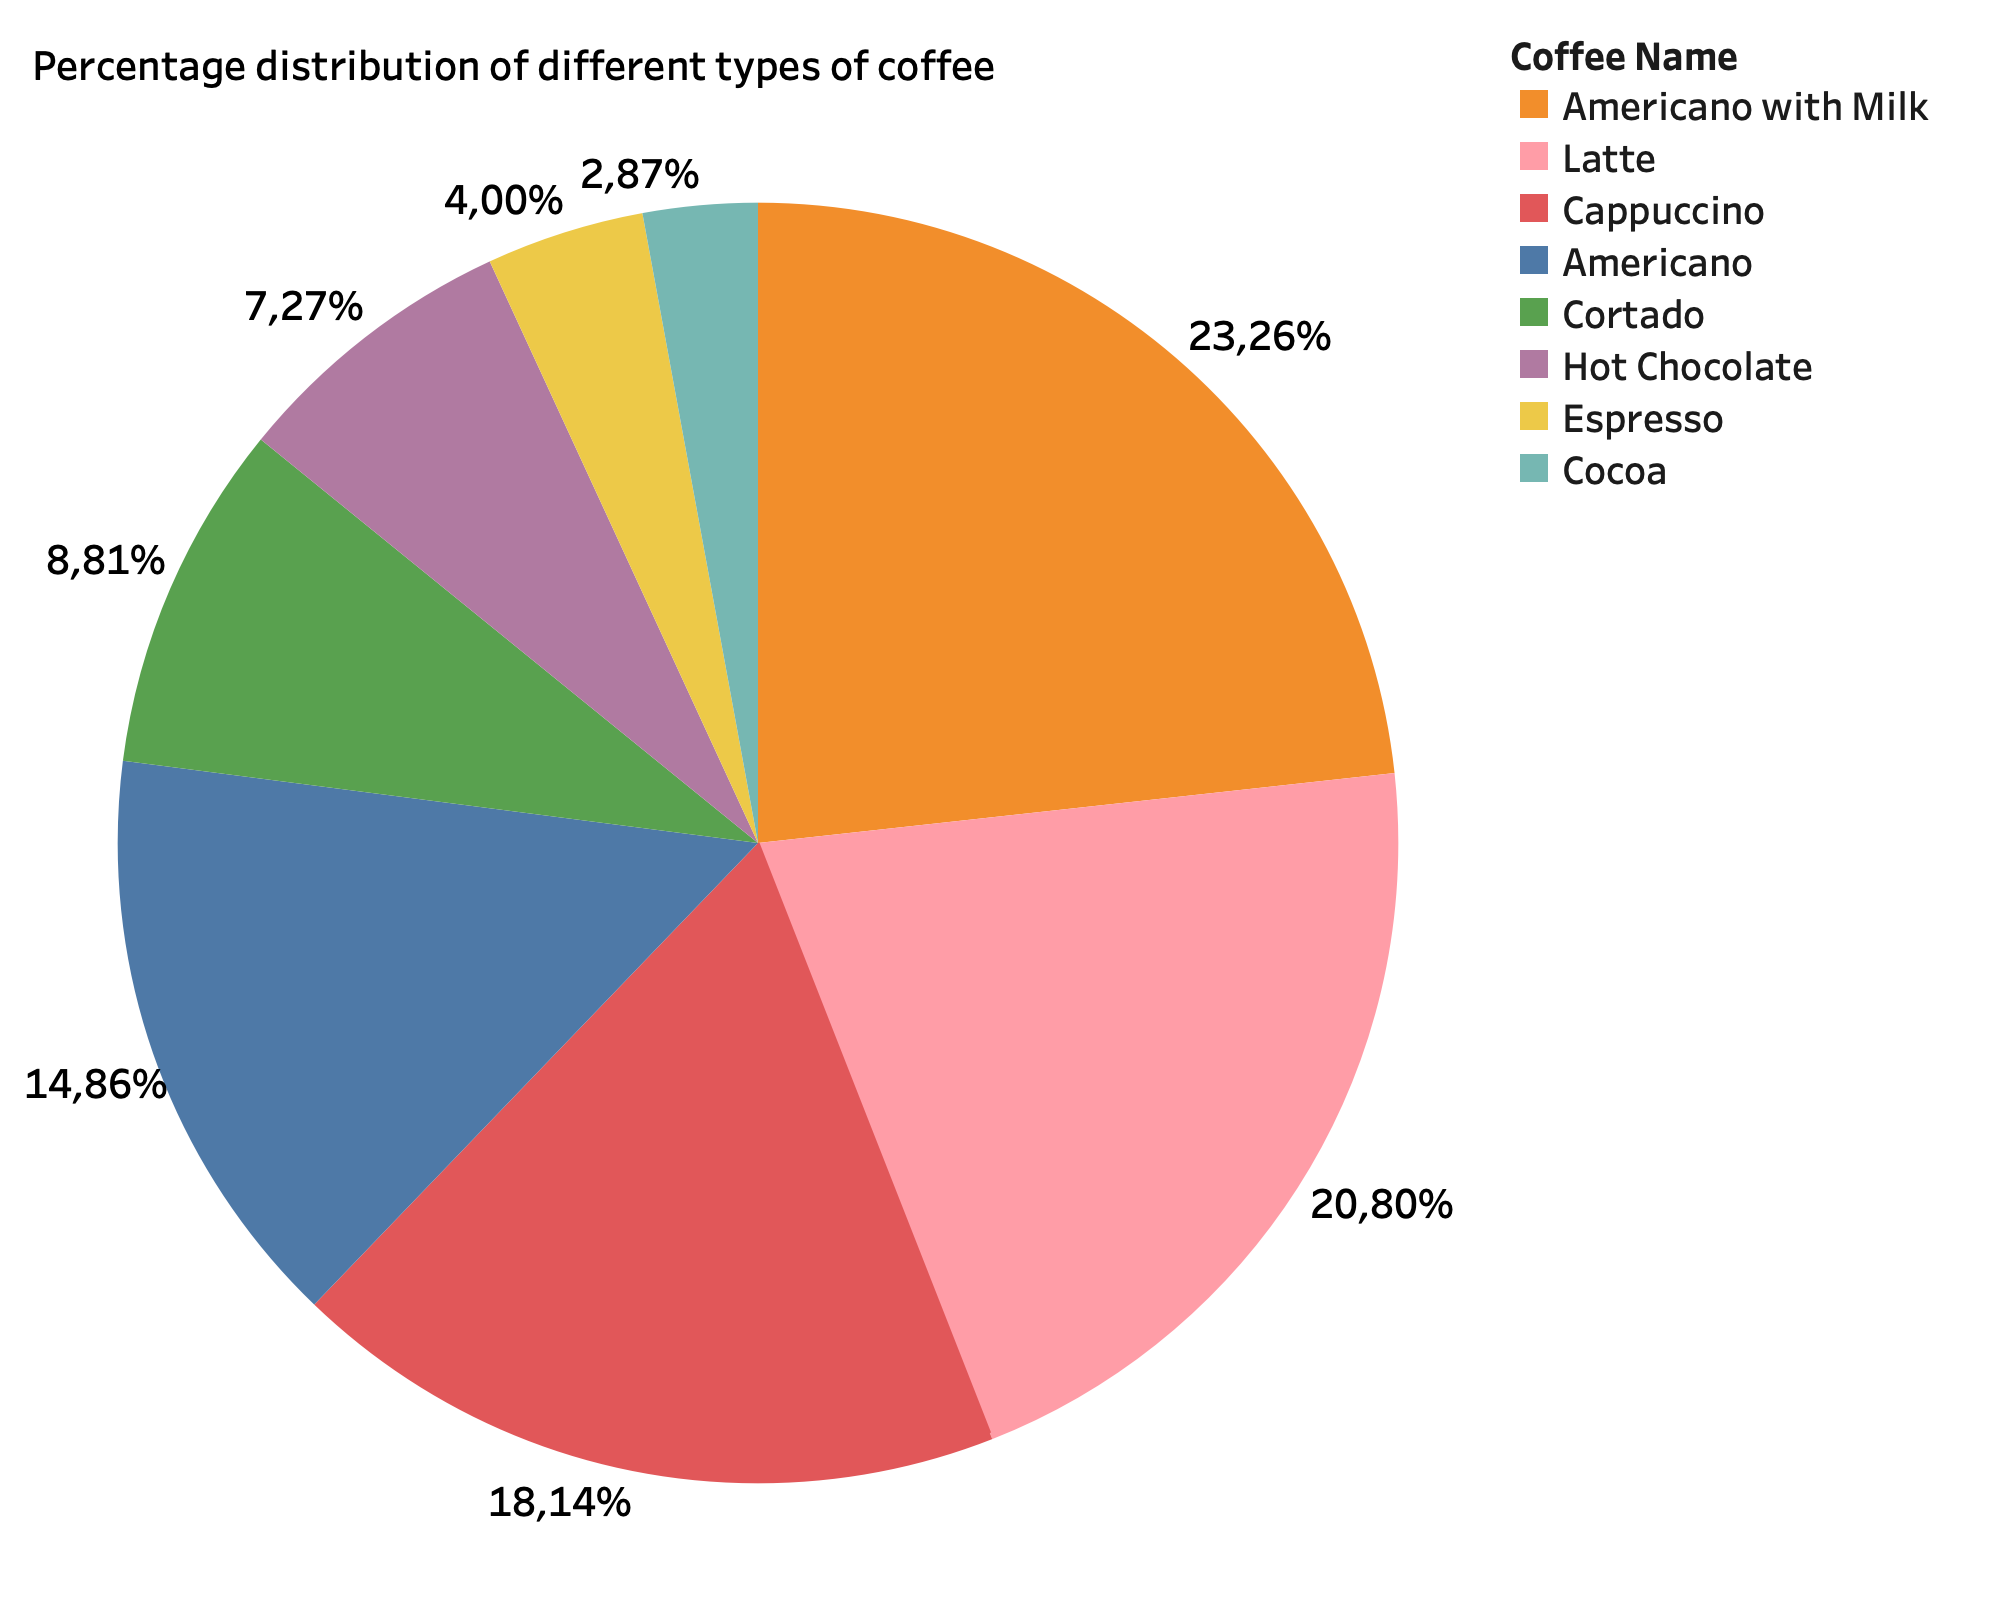 Percentage distribution of different types of coffee
Coffee Name
Americano with Milk
Latte
Cappuccino
Americano
Cortado
Hot Chocolate
Espresso
Cocoa
2,87%
4,00%
7,27%
23,26%
8,81%
14,86%
20,80%
18,14%